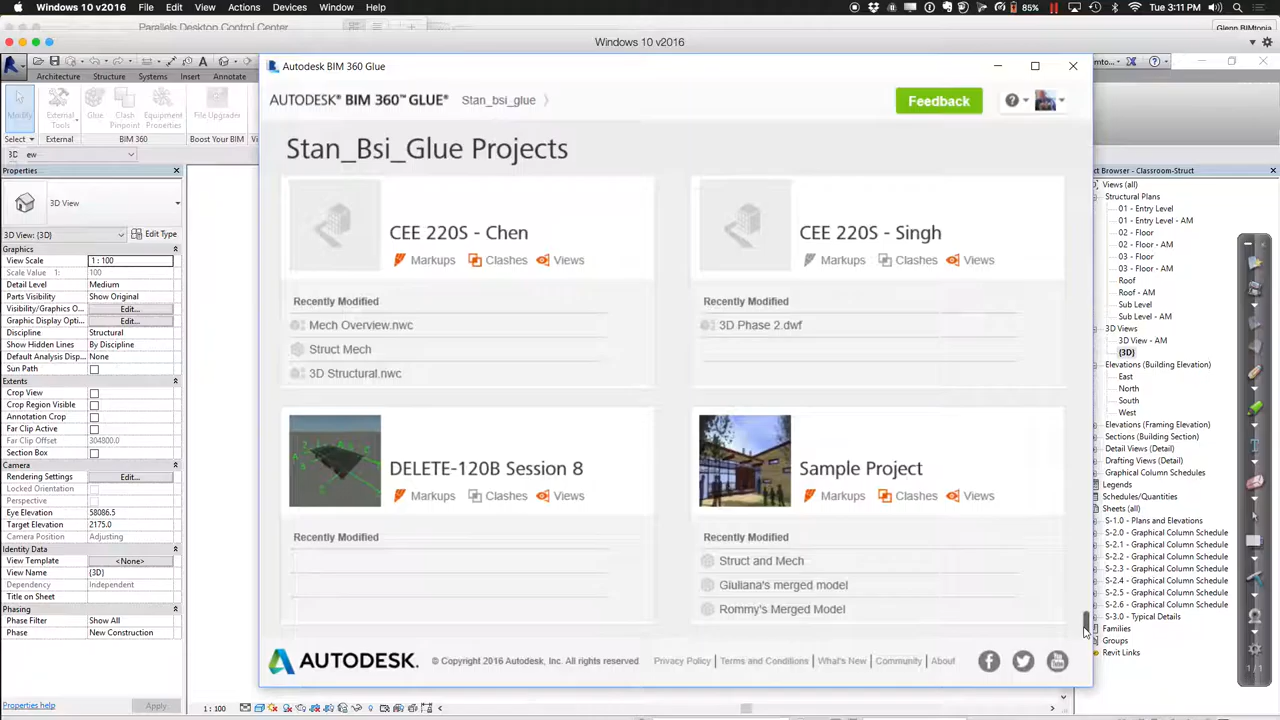 Windows 10 v2016 File Edit View Actions Devices Window Help 85% Tue 3:11 PM
Parallels Desktop Glenn BIMtopia
Windows 10 v2016
Architecture Structure Systems Insert Annotate
Modify External Tools Glue Clash Pinpoint Equipment Properties File Upgrader
Select External BIM 360 Boost Your BIM
3D ew
Properties
3D View
3D View: {3D} Edit Type
Graphics
View Scale 1 : 100
Scale Value 1: 100
Detail Level Medium
Parts Visibility Show Original
Visibility/Graphics O... Edit...
Graphic Display Opti... Edit...
Discipline Structural
Show Hidden Lines By Discipline
Default Analysis Disp... None
Sun Path
Extents
Crop View
Crop Region Visible
Annotation Crop
Far Clip Active
Far Clip Offset 304800.0
Section Box
Camera
Rendering Settings Edit...
Locked Orientation
Perspective
Eye Elevation 58086.5
Target Elevation 2175.0
Camera Position Adjusting
Identity Data
View Template <None>
View Name {3D}
Dependency Independent
Title on Sheet
Phasing
Phase Filter Show All
Phase New Construction
Properties help Apply
1 : 100
Autodesk BIM 360 Glue
AUTODESK® BIM 360™ GLUE® Stan_bsi_glue
Feedback
Stan_Bsi_Glue Projects
CEE 220S - Chen
Markups Clashes Views
Recently Modified
Mech Overview.nwc
Struct Mech
3D Structural.nwc
CEE 220S - Singh
Markups Clashes Views
Recently Modified
3D Phase 2.dwf
DELETE-120B Session 8
Markups Clashes Views
Recently Modified
Sample Project
Markups Clashes Views
Recently Modified
Struct and Mech
Giuliana's merged model
Rommy's Merged Model
AUTODESK. © Copyright 2016 Autodesk, Inc. All rights reserved. Privacy Policy | Terms and Conditions | What's New | Community | About
You Tube
ct Browser - Classroom-Struct
Views (all)
Structural Plans
01 - Entry Level
01 - Entry Level - AM
02 - Floor
02 - Floor - AM
03 - Floor
03 - Floor - AM
Roof
Roof - AM
Sub Level
Sub Level - AM
3D Views
3D View - AM
{3D}
Elevations (Building Elevation)
East
North
South
West
Elevations (Framing Elevation)
Sections (Building Section)
Detail Views (Detail)
Drafting Views (Detail)
Graphical Column Schedules
Legends
Schedules/Quantities
Sheets (all)
S-1.0 - Plans and Elevations
S-2.0 - Graphical Column Schedule
S-2.1 - Graphical Column Schedule
S-2.2 - Graphical Column Schedule
S-2.3 - Graphical Column Schedule
S-2.4 - Graphical Column Schedule
S-2.5 - Graphical Column Schedule
S-2.6 - Graphical Column Schedule
S-3.0 - Typical Details
Families
Groups
Revit Links
1 / 1